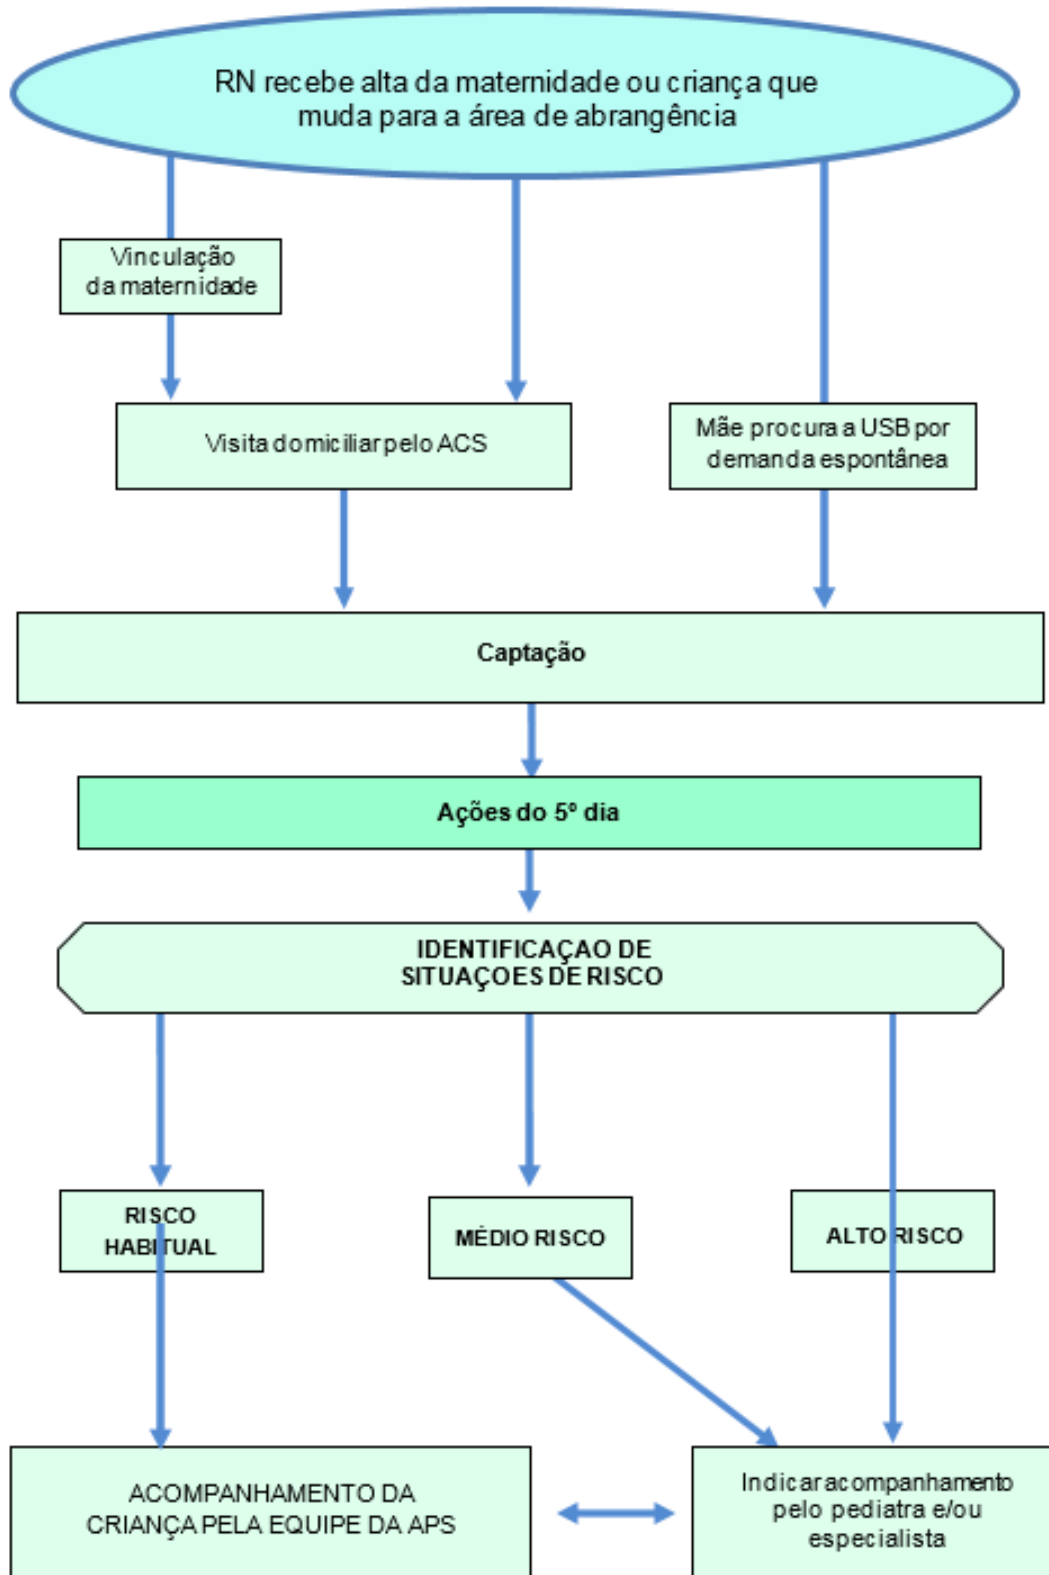 RN recebe alta da maternidade ou criança que
muda para a área de abrangência
Vinculação
da maternidade
Visita domiciliar pelo ACS
Mãe procura a USB por
demanda espontânea
Captação
Ações do 5º dia
IDENTIFICAÇAO DE
SITUAÇOES DE RISCO
RISCO
HABITUAL
MÉDIO RISCO
ALTO RISCO
ACOMPANHAMENTO DA
CRIANÇA PELA EQUIPE DA APS
Indicar acompanhamento
pelo pediatra e/ou
especialista